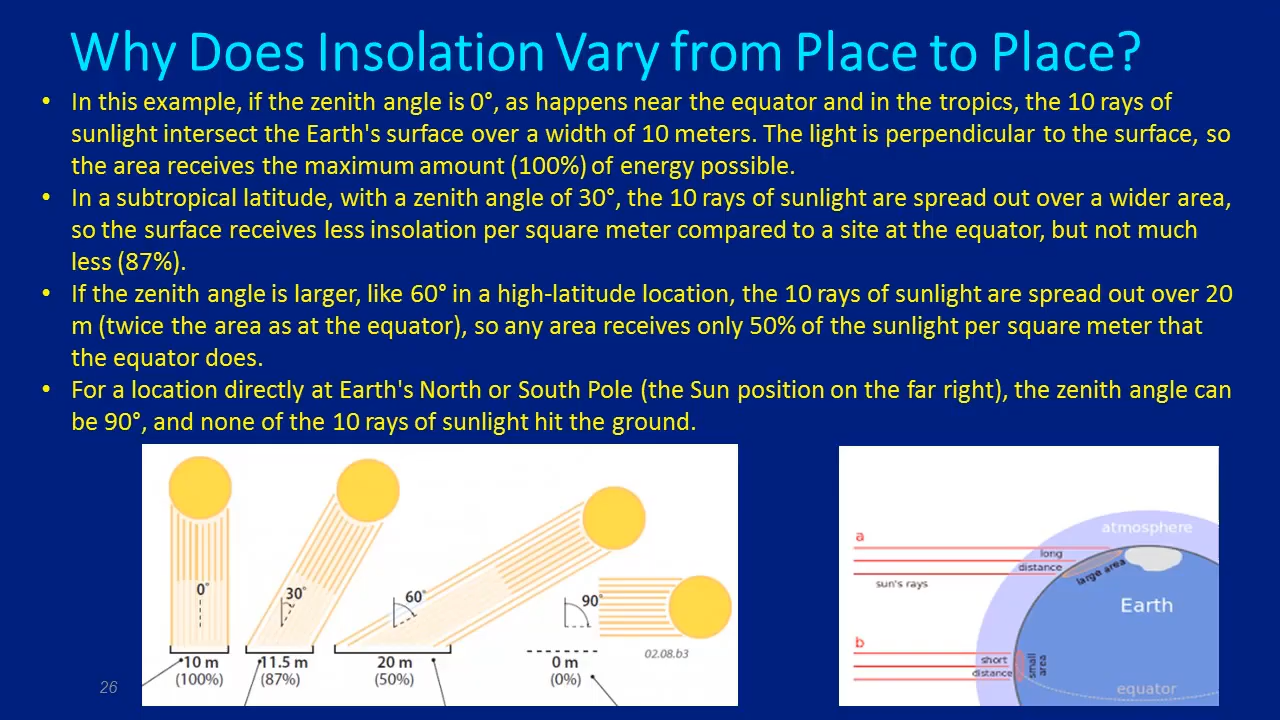 Why Does Insolation Vary from Place to Place?
• In this example, if the zenith angle is 0°, as happens near the equator and in the tropics, the 10 rays of
sunlight intersect the Earth's surface over a width of 10 meters. The light is perpendicular to the surface, so
the area receives the maximum amount (100%) of energy possible.
• In a subtropical latitude, with a zenith angle of 30°, the 10 rays of sunlight are spread out over a wider area,
so the surface receives less insolation per square meter compared to a site at the equator, but not much
less (87%).
• If the zenith angle is larger, like 60° in a high-latitude location, the 10 rays of sunlight are spread out over 20
m (twice the area as at the equator), so any area receives only 50% of the sunlight per square meter that
the equator does.
• For a location directly at Earth's North or South Pole (the Sun position on the far right), the zenith angle can
be 90°, and none of the 10 rays of sunlight hit the ground.
0°
30°
60°
90°
10 m
(100%)
11.5 m
(87%)
20 m
(50%)
0 m
(0%)
02.08.b3
atmosphere
a
long
distance
large area
sun's rays
Earth
b
short
distance
small
area
equator
26